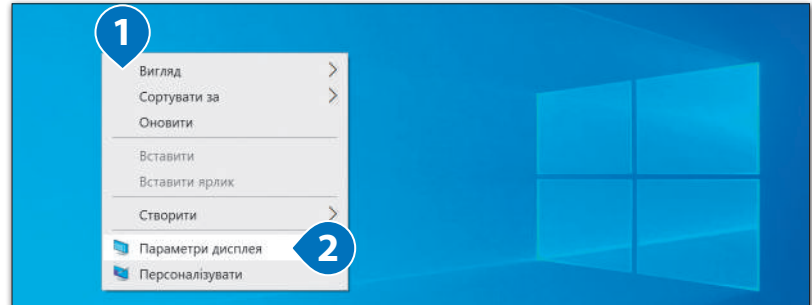 1
Вигляд
Сортувати за
Оновити
Вставити
Вставити ярлик
Створити
Параметри дисплея
2
Персоналізувати